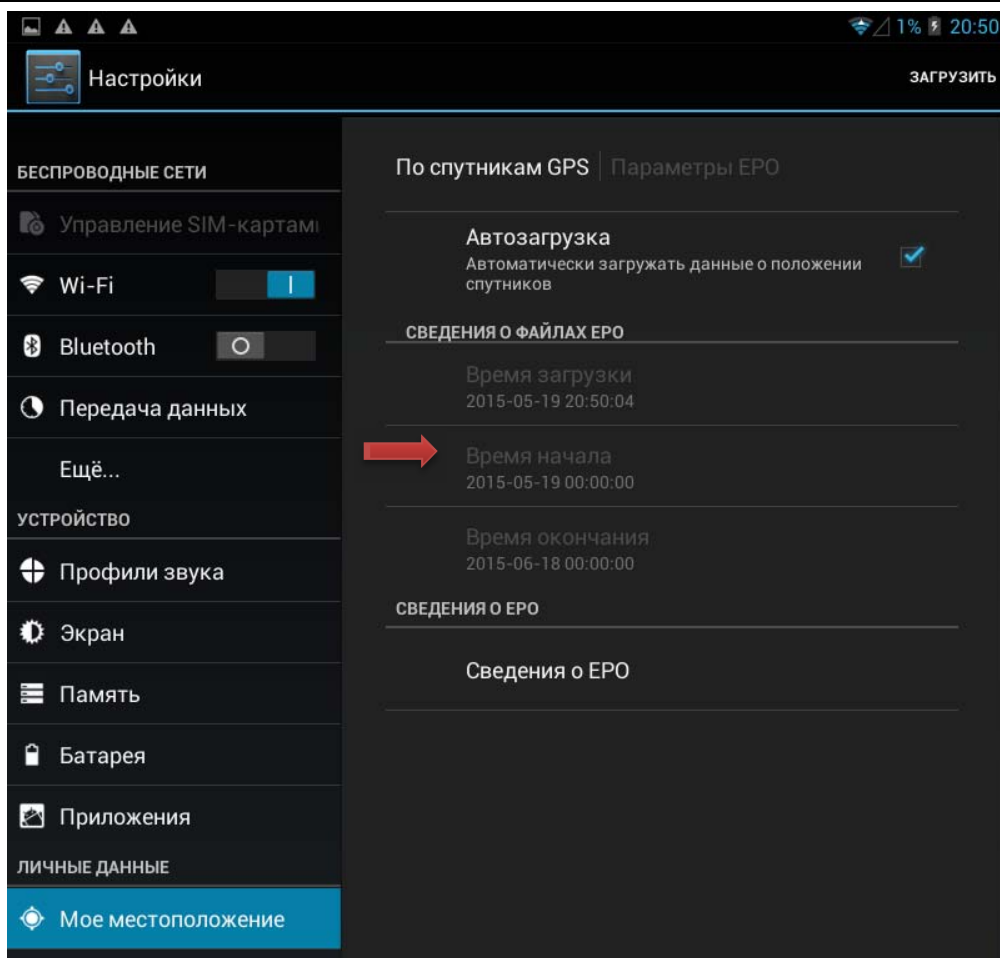 1% 20:50
Настройки
ЗАГРУЗИТЬ
БЕСПРОВОДНЫЕ СЕТИ
Управление SIM-картами
Wi-Fi
Bluetooth
Передача данных
Ещё...
УСТРОЙСТВО
Профили звука
Экран
Память
Батарея
Приложения
ЛИЧНЫЕ ДАННЫЕ
Мое местоположение
По спутникам GPS | Параметры EPO
Автозагрузка
Автоматически загружать данные о положении
спутников
СВЕДЕНИЯ О ФАЙЛАХ EPO
Время загрузки
2015-05-19 20:50:04
Время начала
2015-05-19 00:00:00
Время окончания
2015-06-18 00:00:00
СВЕДЕНИЯ О EPO
Сведения о EPO